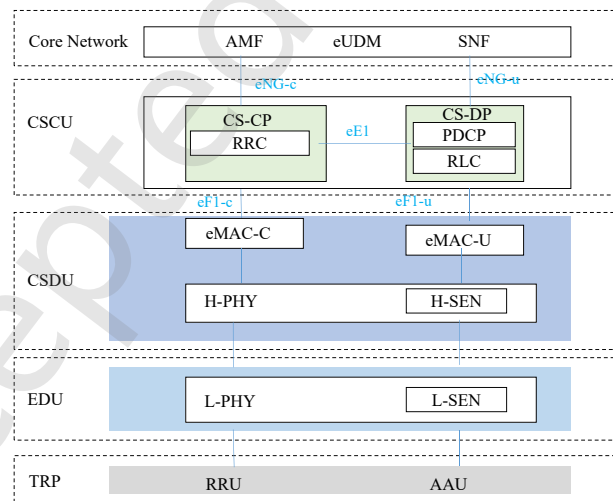 Core Network AMF eUDM SNF
eNG-c eNG-u
CSCU CS-CP CS-DP
RRC eE1 PDCP
RLC
eF1-c eF1-u
eMAC-C eMAC-U
CSDU
H-PHY H-SEN
EDU
L-PHY L-SEN
TRP RRU AAU